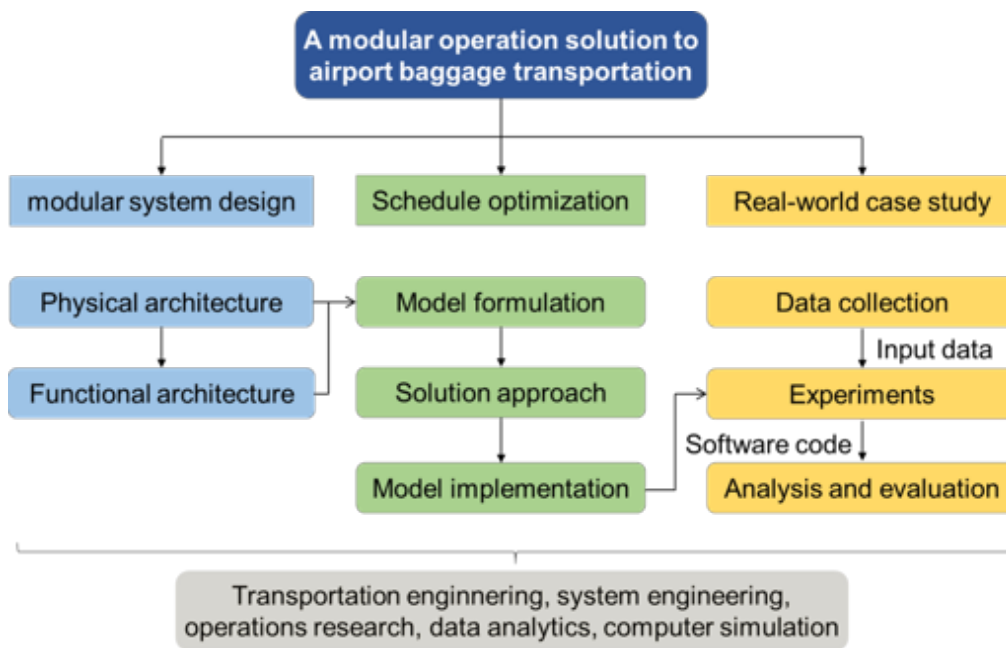 A modular operation solution to
airport baggage transportation
modular system design
Schedule optimization
Real-world case study
Physical architecture
Model formulation
Data collection
Input data
Functional architecture
Solution approach
Experiments
Software code
Model implementation
Analysis and evaluation
Transportation enginnering, system engineering,
operations research, data analytics, computer simulation